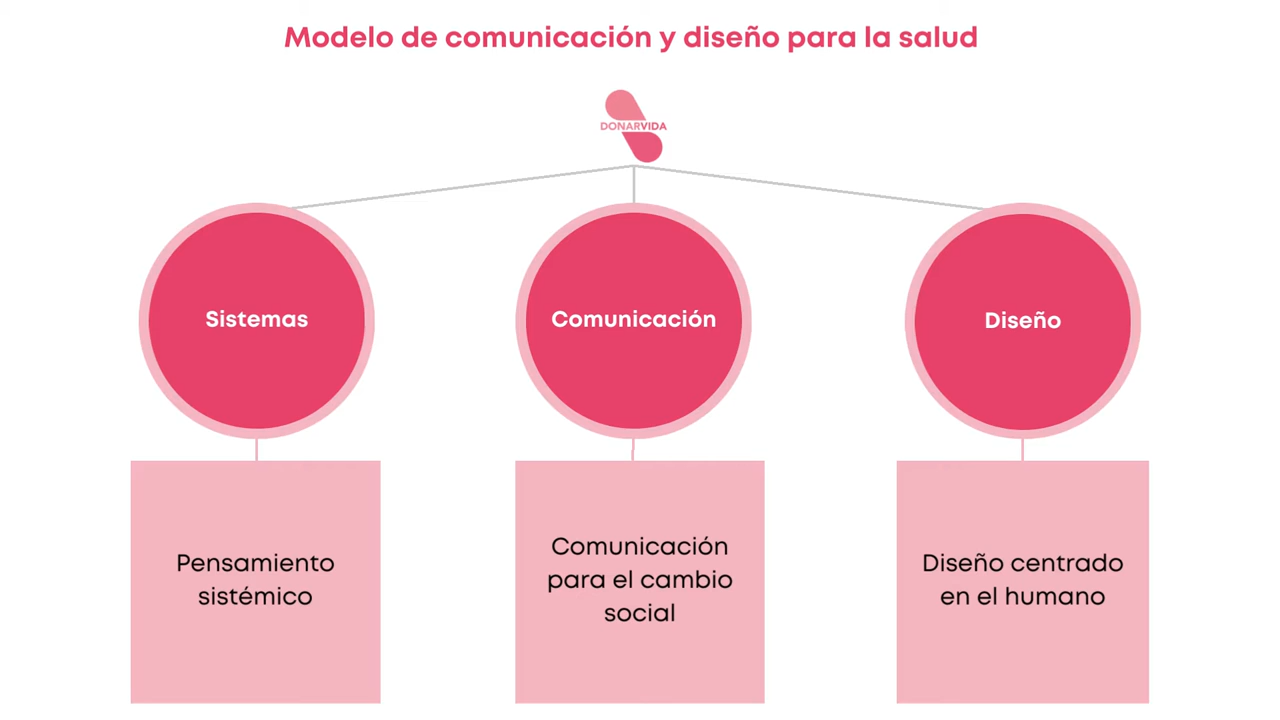 Modelo de comunicación y diseño para la salud
DONARVIDA
Sistemas
Comunicación
Diseño
Pensamiento
sistémico
Comunicación
para el cambio
social
Diseño centrado
en el humano